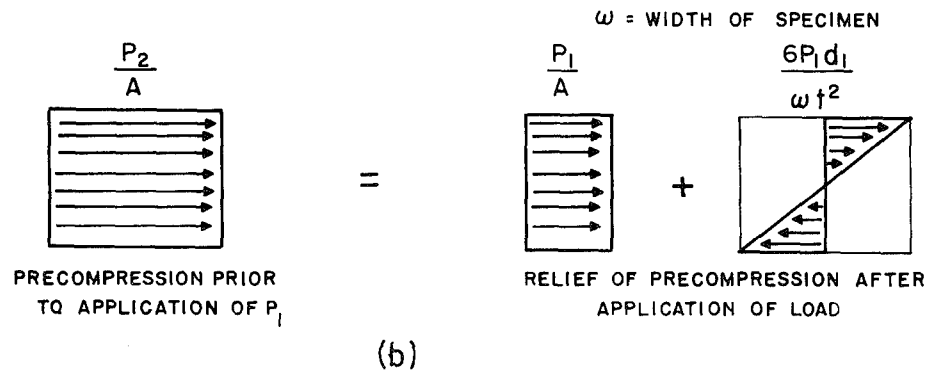 ω = WIDTH OF SPECIMEN
P₂
A
P₁
A
6P₁d₁
ωt²
=
+
PRECOMPRESSION PRIOR
TO APPLICATION OF P₁
RELIEF OF PRECOMPRESSION AFTER
APPLICATION OF LOAD
(b)